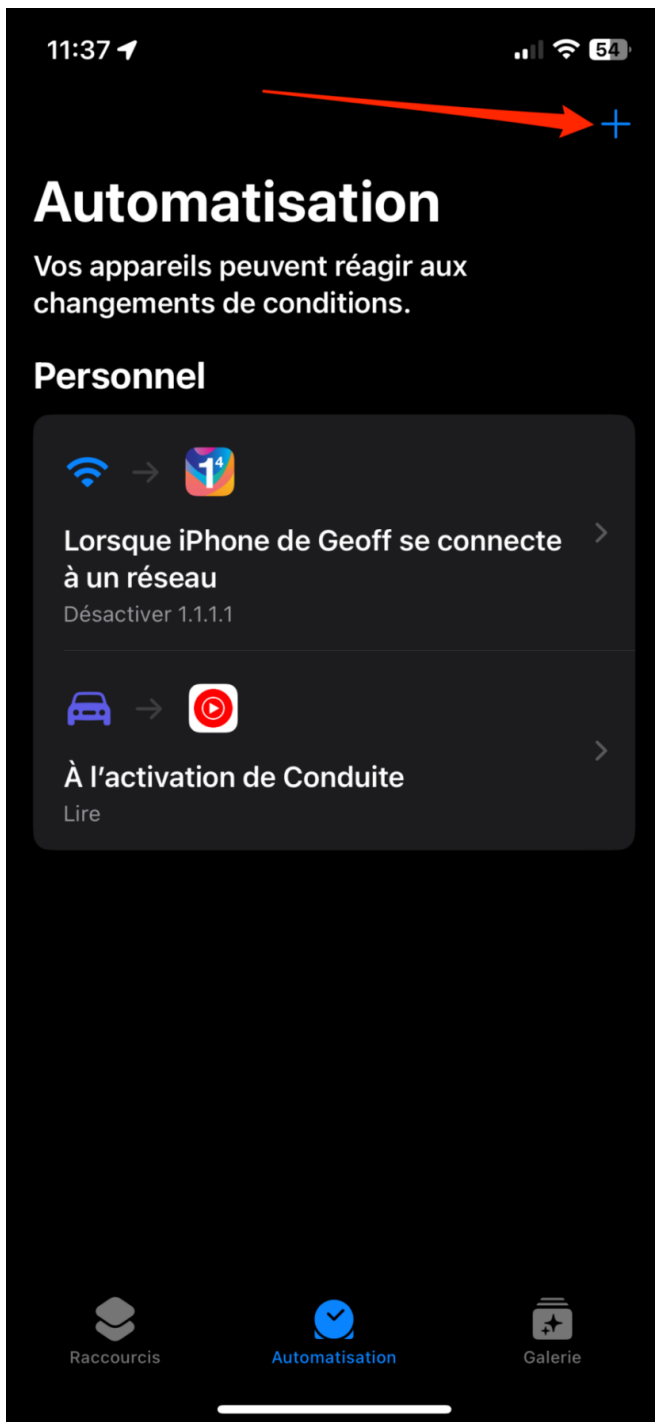 11:37
54
Automatisation
Vos appareils peuvent réagir aux
changements de conditions.
Personnel
1⁴
Lorsque iPhone de Geoff se connecte
à un réseau
Désactiver 1.1.1.1
À l’activation de Conduite
Lire
Raccourcis
Automatisation
Galerie